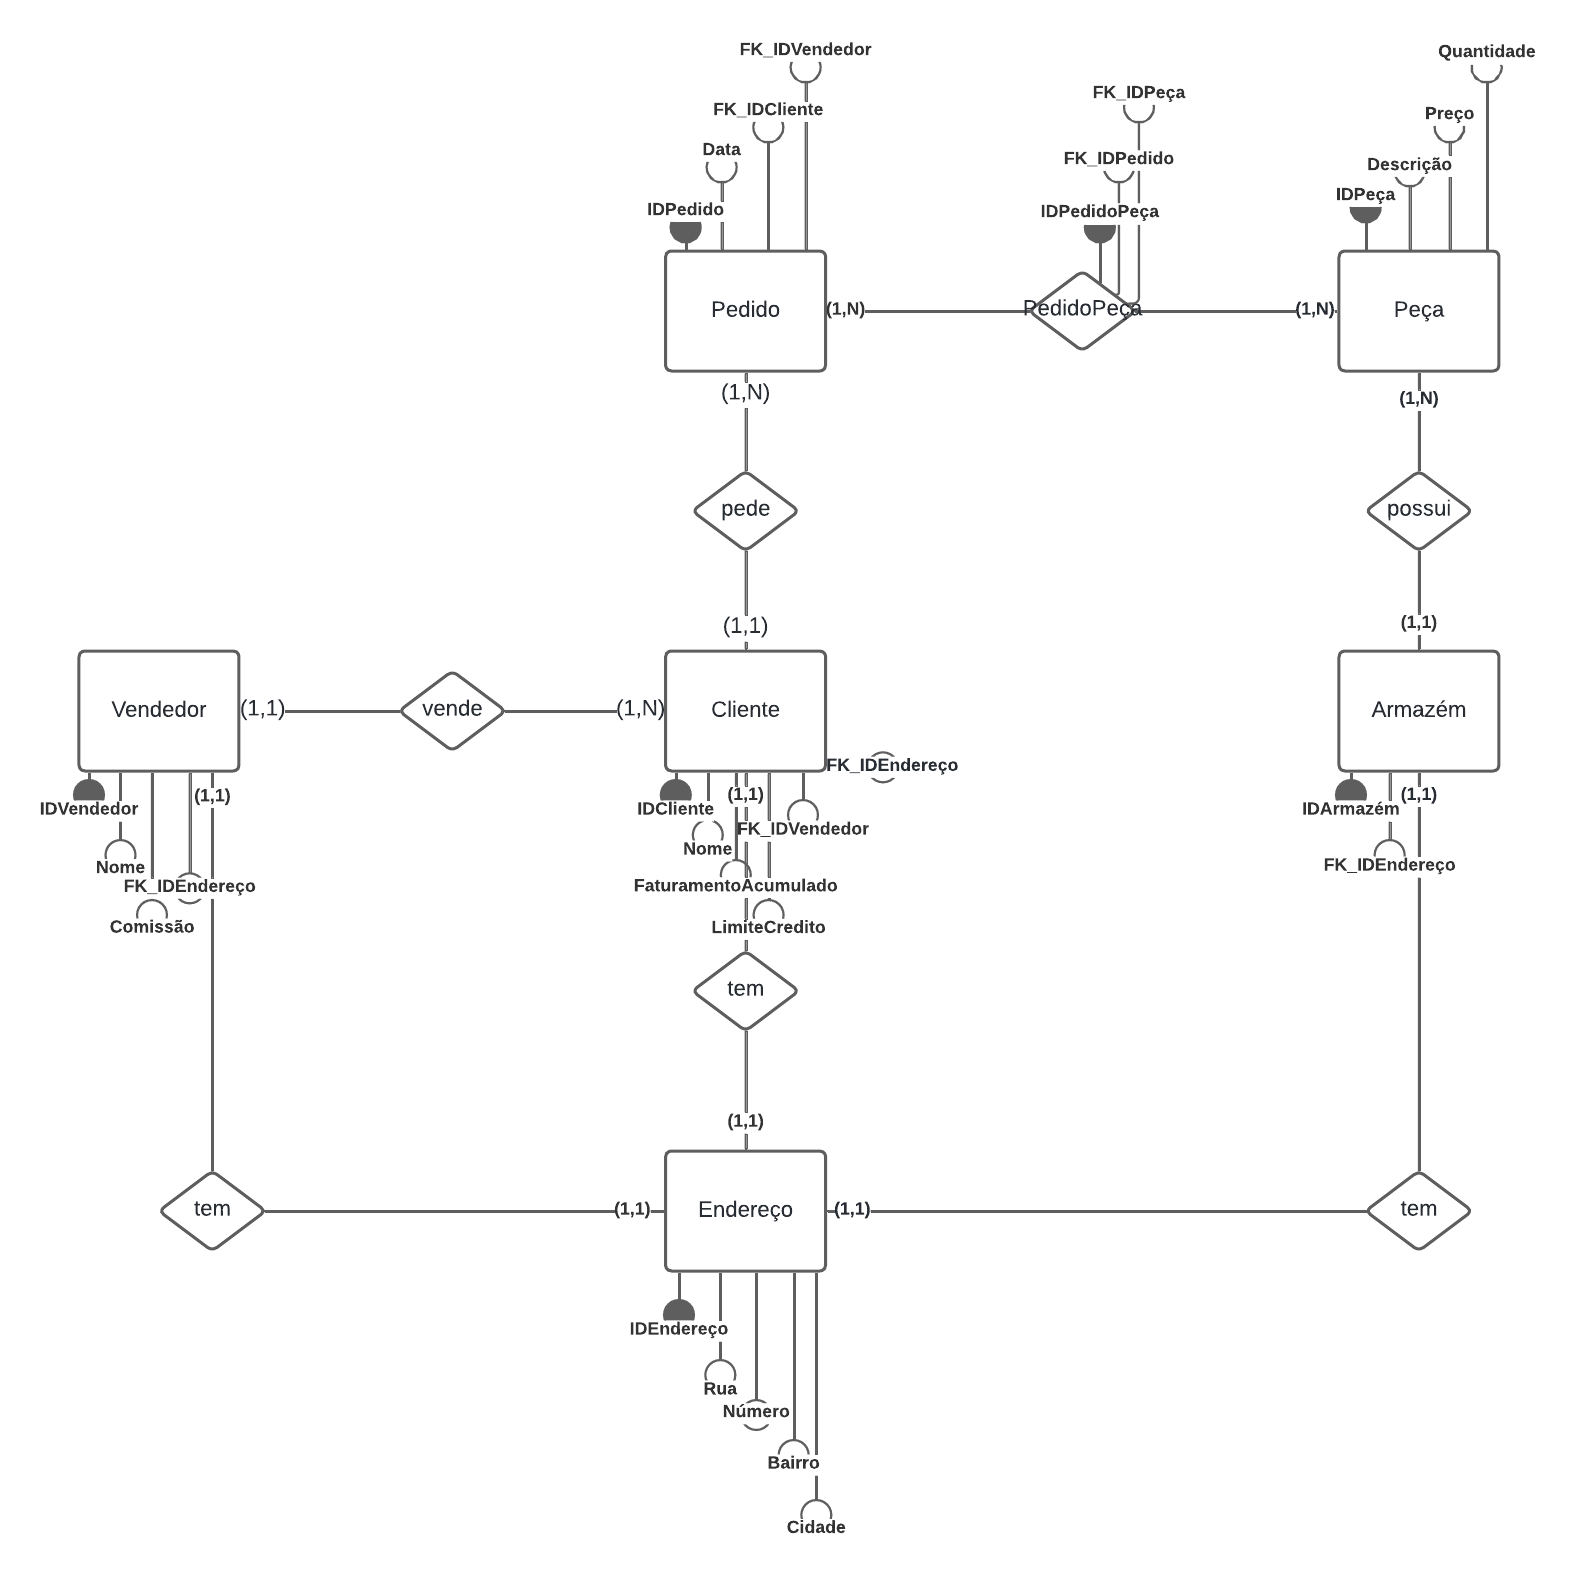 FK_IDVendedor
Quantidade
FK_IDPeça
FK_IDCliente
Preço
Data
FK_IDPedido
Descrição
IDPeça
IDPedido
IDPedidoPeça
Pedido
(1,N)
PedidoPeça
(1,N)
Peça
(1,N)
(1,N)
pede
possui
(1,1)
(1,1)
Vendedor
(1,1)
vende
(1,N)
Cliente
Armazém
FK_IDEndereço
(1,1)
(1,1)
(1,1)
IDVendedor
IDCliente
IDArmazém
FK_IDVendedor
Nome
Nome
FK_IDEndereço
FK_IDEndereço
FaturamentoAcumulado
Comissão
LimiteCredito
tem
(1,1)
tem
(1,1)
Endereço
(1,1)
tem
IDEndereço
Rua
Número
Bairro
Cidade